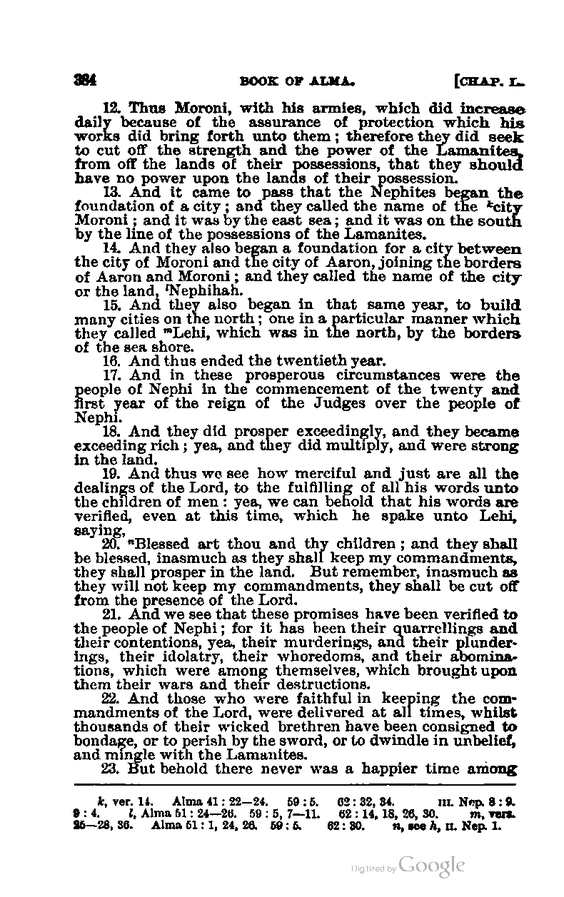 384 BOOK OF ALMA. [CHAP. L.
12. Thus Moroni, with his armies, which did increase
daily because of the assurance of protection which his
works did bring forth unto them; therefore they did seek
to cut off the strength and the power of the Lamanites,
from off the lands of their possessions, that they should
have no power upon the lands of their possession.
13. And it came to pass that the Nephites began the
foundation of a city; and they called the name of the ᵏcity
Moroni; and it was by the east sea; and it was on the south
by the line of the possessions of the Lamanites.
14. And they also began a foundation for a city between
the city of Moroni and the city of Aaron, joining the borders
of Aaron and Moroni; and they called the name of the city
or the land, ˡNephihah.
15. And they also began in that same year, to build
many cities on the north; one in a particular manner which
they called ᵐLehi, which was in the north, by the borders
of the sea shore.
16. And thus ended the twentieth year.
17. And in these prosperous circumstances were the
people of Nephi in the commencement of the twenty and
first year of the reign of the Judges over the people of
Nephi.
18. And they did prosper exceedingly, and they became
exceeding rich; yea, and they did multiply, and were strong
in the land.
19. And thus we see how merciful and just are all the
dealings of the Lord, to the fulfilling of all his words unto
the children of men: yea, we can behold that his words are
verified, even at this time, which he spake unto Lehi,
saying,
20. ⁿBlessed art thou and thy children; and they shall
be blessed, inasmuch as they shall keep my commandments,
they shall prosper in the land. But remember, inasmuch as
they will not keep my commandments, they shall be cut off
from the presence of the Lord.
21. And we see that these promises have been verified to
the people of Nephi; for it has been their quarrellings and
their contentions, yea, their murderings, and their plunder-
ings, their idolatry, their whoredoms, and their abomina-
tions, which were among themselves, which brought upon
them their wars and their destructions.
22. And those who were faithful in keeping the com-
mandments of the Lord, were delivered at all times, whilst
thousands of their wicked brethren have been consigned to
bondage, or to perish by the sword, or to dwindle in unbelief,
and mingle with the Lamanites.
23. But behold there never was a happier time among
k, ver. 14. Alma 41: 22—24. 59: 5. 62: 32, 34. III. Nep. 8: 9.
9: 4. l, Alma 51: 24—26. 59: 5, 7—11. 62: 14, 18, 26, 30. m, vers.
25—28, 36. Alma 51: 1, 24, 26. 59: 5. 62: 30. n, see h, II. Nep. 1.
Digitized by Google